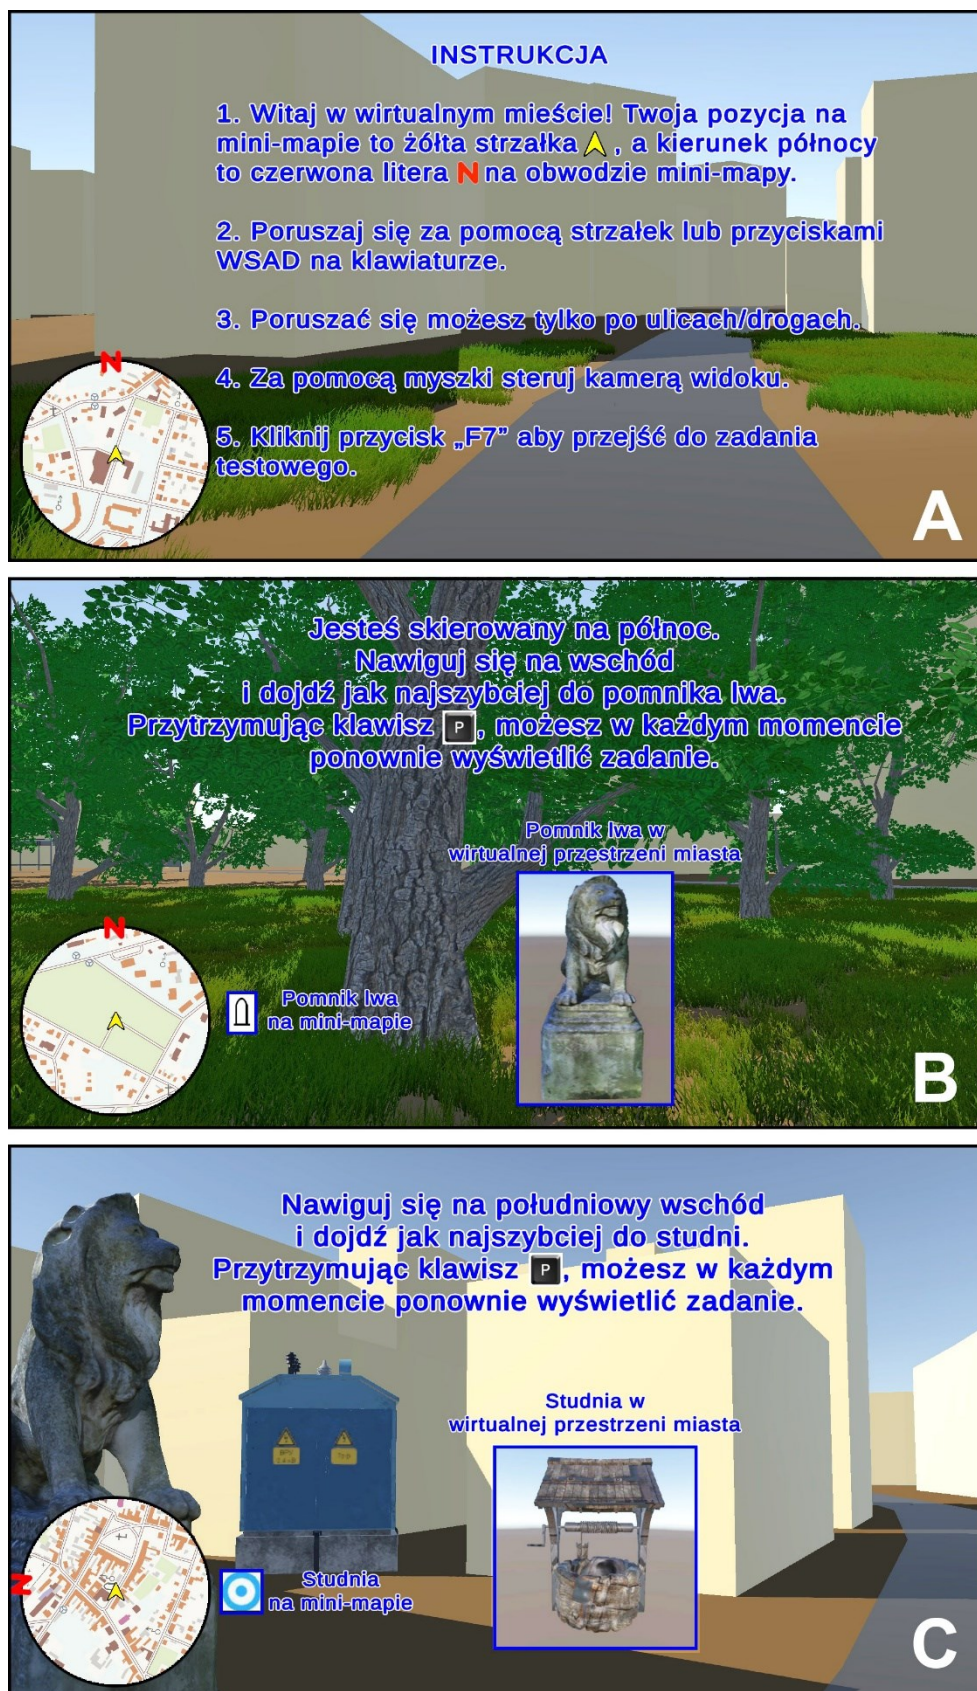 INSTRUKCJA
1. Witaj w wirtualnym mieście! Twoja pozycja na
mini-mapie to żółta strzałka , a kierunek północy
to czerwona litera N na obwodzie mini-mapy.
2. Poruszaj się za pomocą strzałek lub przyciskami
WSAD na klawiaturze.
3. Poruszać się możesz tylko po ulicach/drogach.
4. Za pomocą myszki steruj kamerą widoku.
5. Kliknij przycisk „F7” aby przejść do zadania
testowego.
N
A
Jesteś skierowany na północ.
Nawiguj się na wschód
i dojdź jak najszybciej do pomnika lwa.
Przytrzymując klawisz P, możesz w każdym momencie
ponownie wyświetlić zadanie.
Pomnik lwa w
wirtualnej przestrzeni miasta
N
Pomnik lwa
na mini-mapie
B
Nawiguj się na południowy wschód
i dojdź jak najszybciej do studni.
Przytrzymując klawisz P, możesz w każdym
momencie ponownie wyświetlić zadanie.
Studnia w
wirtualnej przestrzeni miasta
N
Studnia
na mini-mapie
C